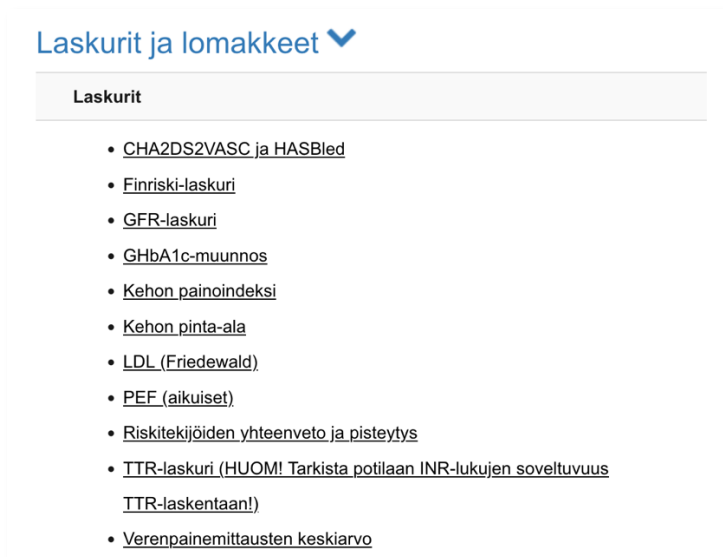 Laskurit ja lomakkeet
Laskurit
CHA2DS2VASC ja HASBled
Finriski-laskuri
GFR-laskuri
GHbA1c-muunnos
Kehon painoindeksi
Kehon pinta-ala
LDL (Friedewald)
PEF (aikuiset)
Riskitekijöiden yhteenveto ja pisteytys
TTR-laskuri (HUOM! Tarkista potilaan INR-lukujen soveltuvuus
TTR-laskentaan!)
Verenpainemittausten keskiarvo